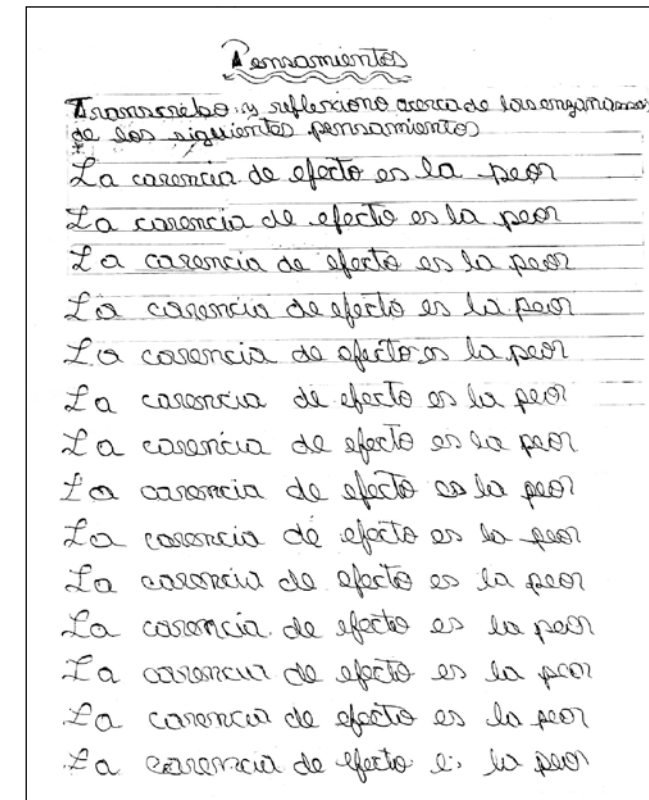 Pensamientos
Transcribo y reflexiono acerca de las
de los siguientes pensamientos
La carencia de efecto es la peor
La carencia de efecto es la peor
La carencia de efecto es la peor
La carencia de efecto es la peor
La carencia de efecto es la peor
La carencia de efecto es la peor
La carencia de efecto es la peor
La carencia de efecto es la peor
La carencia de efecto es la peor
La carencia de efecto es la peor
La carencia de efecto es la peor
La carencia de efecto es la peor
La carencia de efecto es la peor
La carencia de efecto es la peor